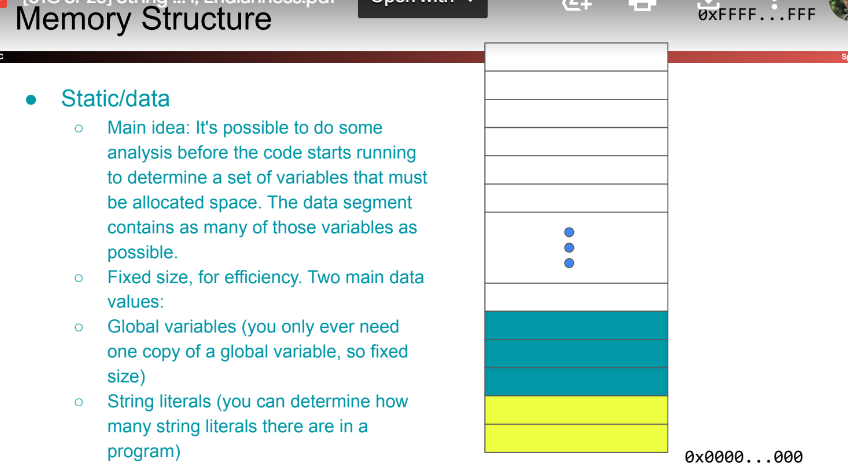 Memory Structure
0xFFFF...FFF
● Static/data
○ Main idea: It's possible to do some
analysis before the code starts running
to determine a set of variables that must
be allocated space. The data segment
contains as many of those variables as
possible.
○ Fixed size, for efficiency. Two main data
values:
○ Global variables (you only ever need
one copy of a global variable, so fixed
size)
○ String literals (you can determine how
many string literals there are in a
program)
0x0000...000